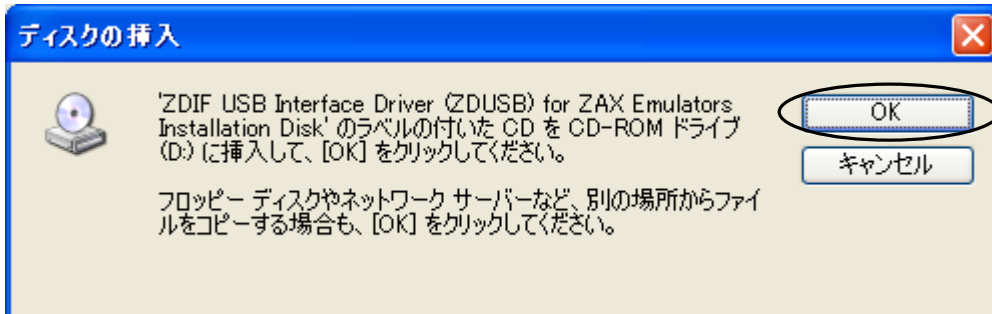 ディスクの挿入
'ZDIF USB Interface Driver (ZDUSB) for ZAX Emulators
Installation Disk' のラベルの付いた CD を CD-ROM ドライブ
(D:) に挿入して、[OK] をクリックしてください。
フロッピー ディスクやネットワーク サーバーなど、別の場所からファイ
ルをコピーする場合も、[OK] をクリックしてください。
OK
キャンセル